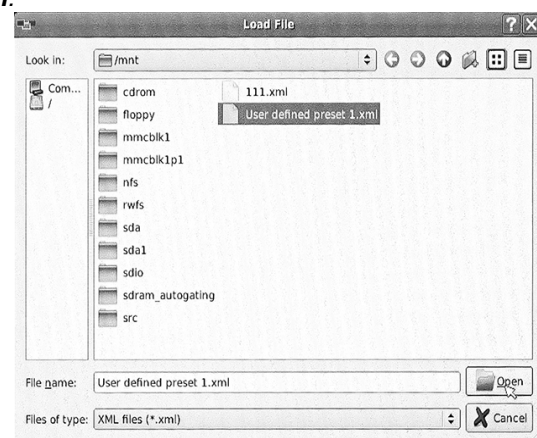 Load File
Look in: /mnt
Com...
/
cdrom
floppy
mmcblk1
mmcblk1p1
nfs
rwfs
sda
sda1
sdio
sdram_autogating
src
111.xml
User defined preset 1.xml
File name: User defined preset 1.xml
Open
Files of type: XML files (*.xml)
Cancel